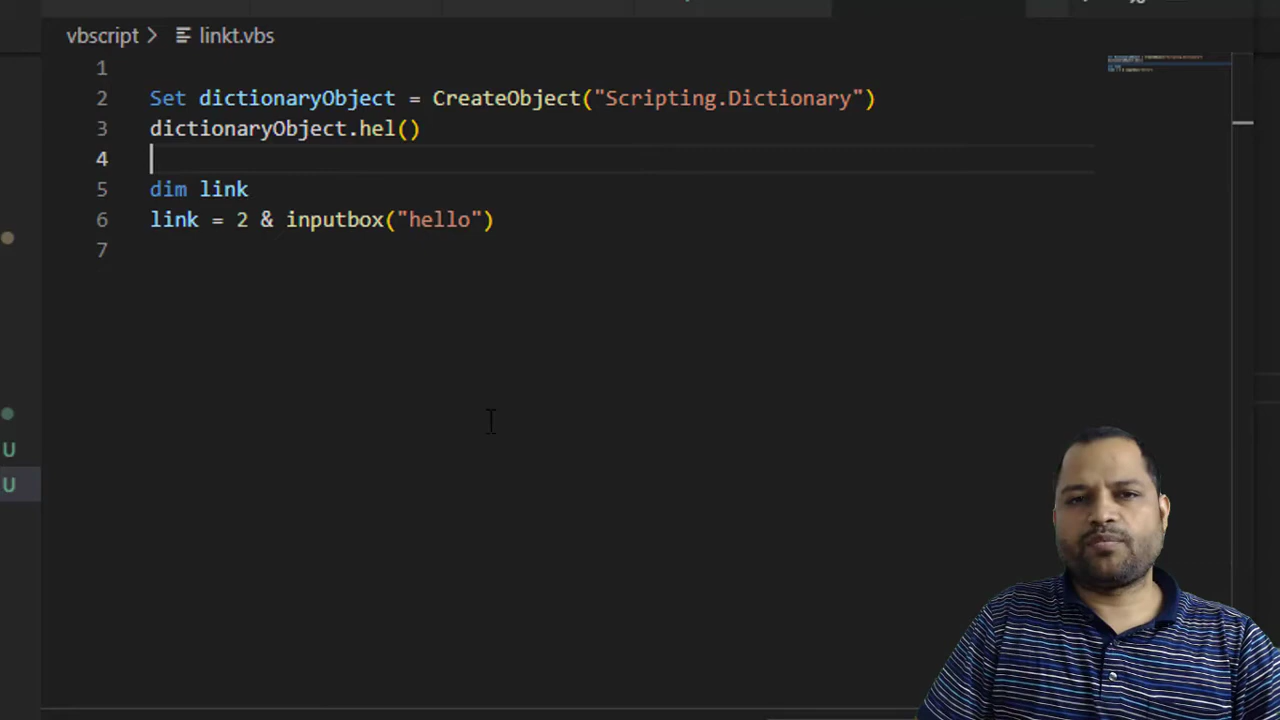 vbscript > linkt.vbs
1
2 Set dictionaryObject = CreateObject("Scripting.Dictionary")
3 dictionaryObject.hel()
4
5 dim link
6 link = 2 & inputbox("hello")
7
U
U